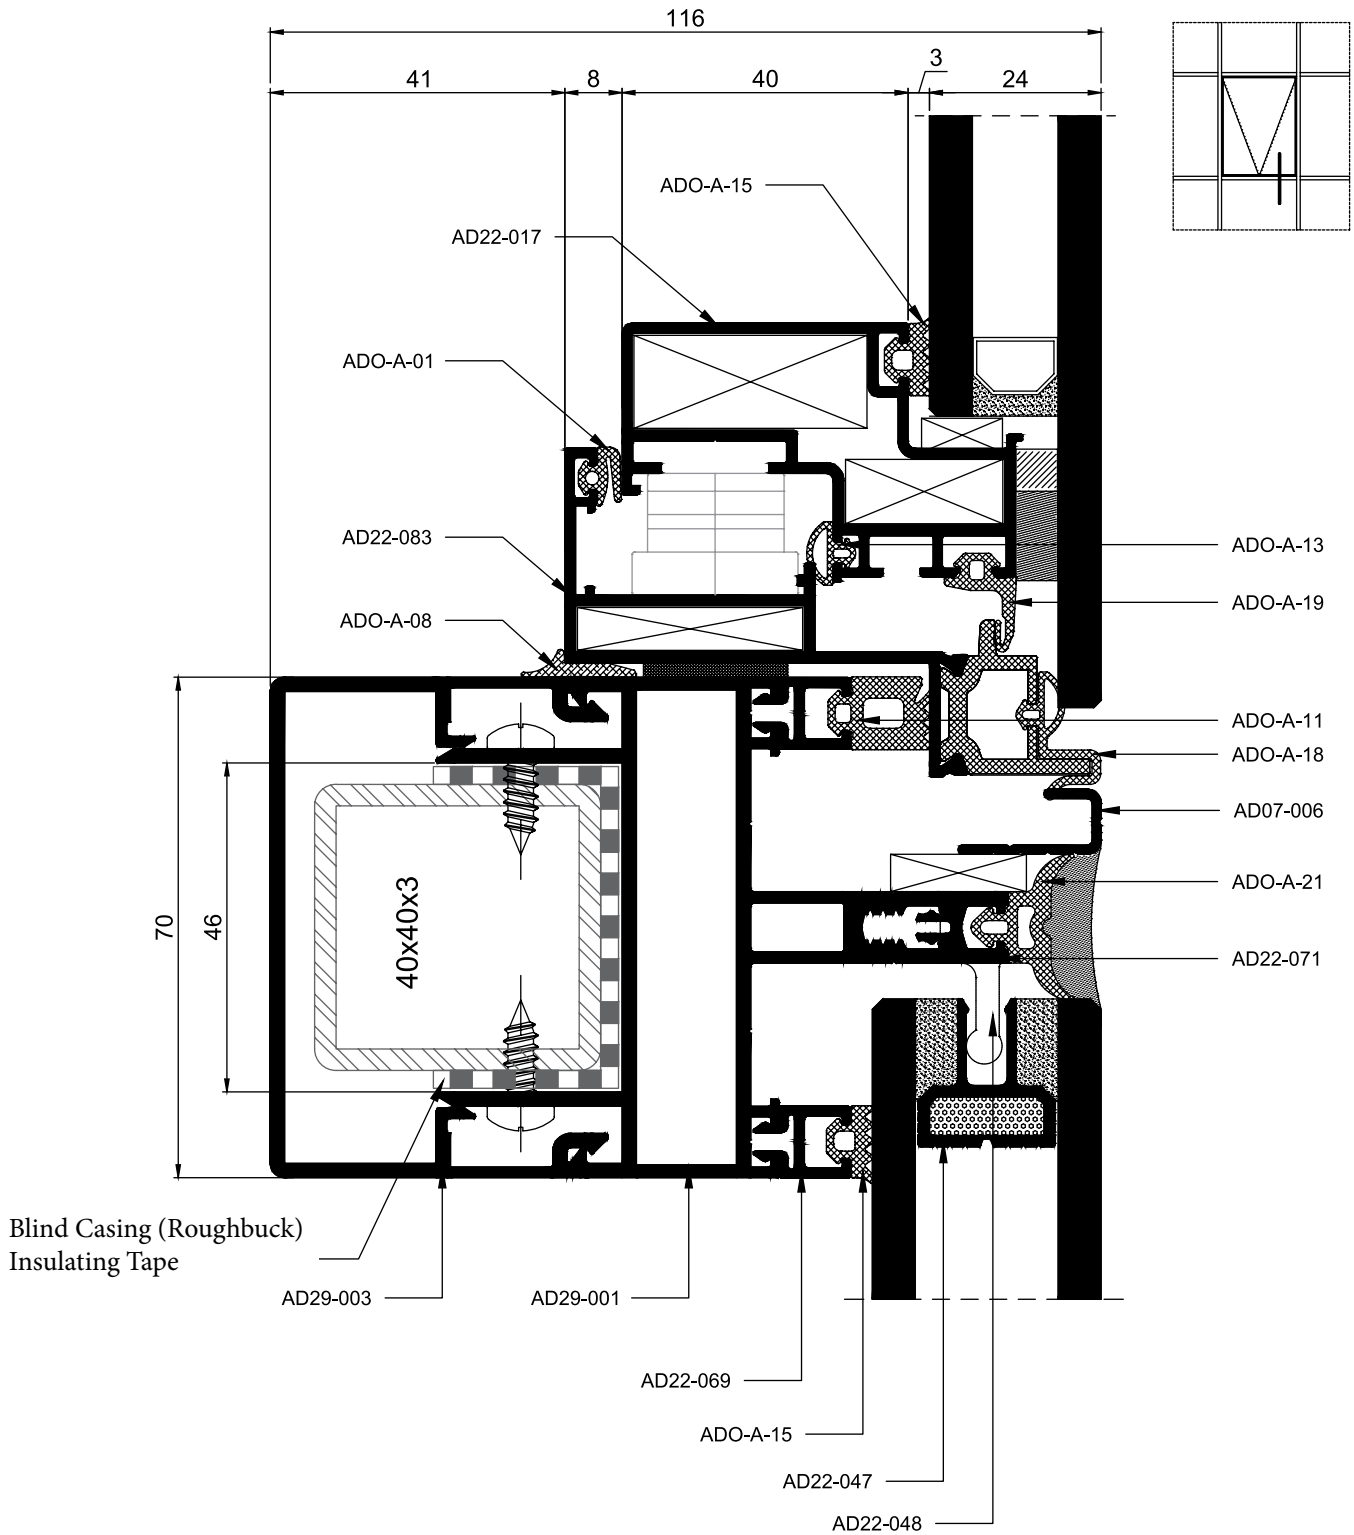 116
41
8
40
3
24
ADO-A-15
AD22-017
ADO-A-01
AD22-083
ADO-A-08
ADO-A-13
ADO-A-19
ADO-A-11
ADO-A-18
AD07-006
ADO-A-21
AD22-071
70
46
40x40x3
Blind Casing (Roughbuck)
Insulating Tape
AD29-003
AD29-001
AD22-069
ADO-A-15
AD22-047
AD22-048